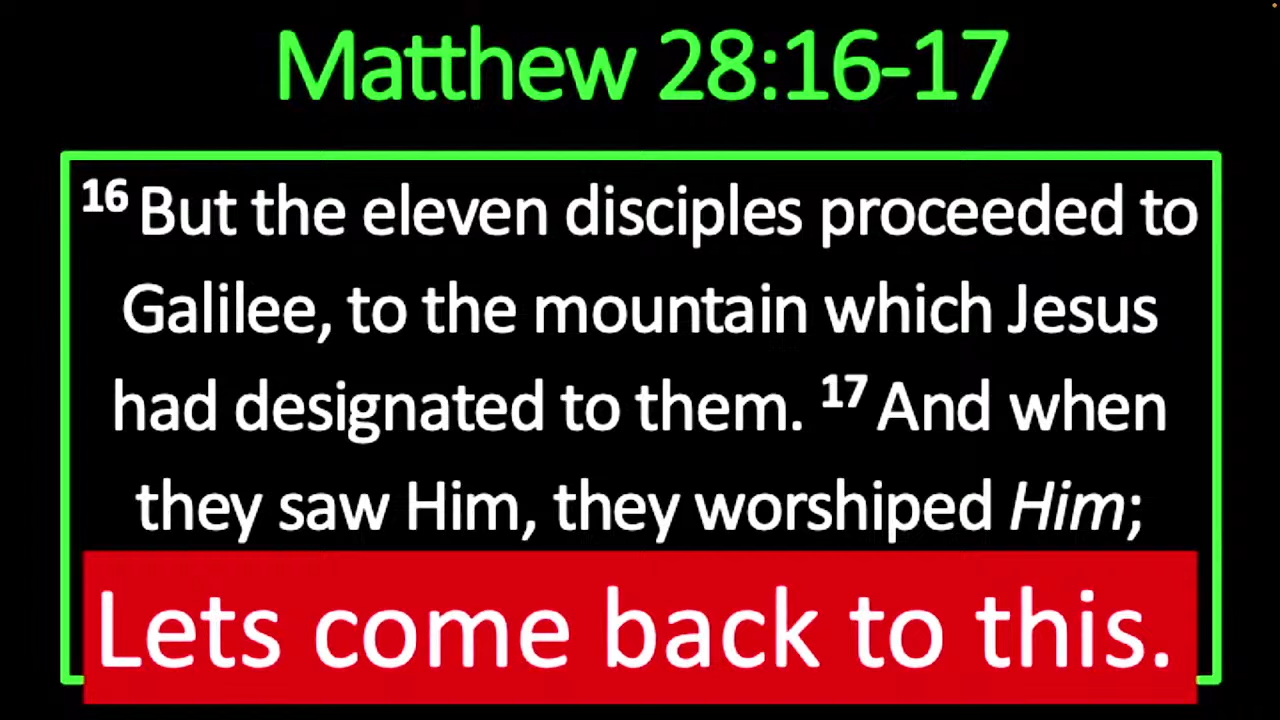 Matthew 28:16-17
16 But the eleven disciples proceeded to
Galilee, to the mountain which Jesus
had designated to them. 17 And when
they saw Him, they worshiped Him;
Lets come back to this.